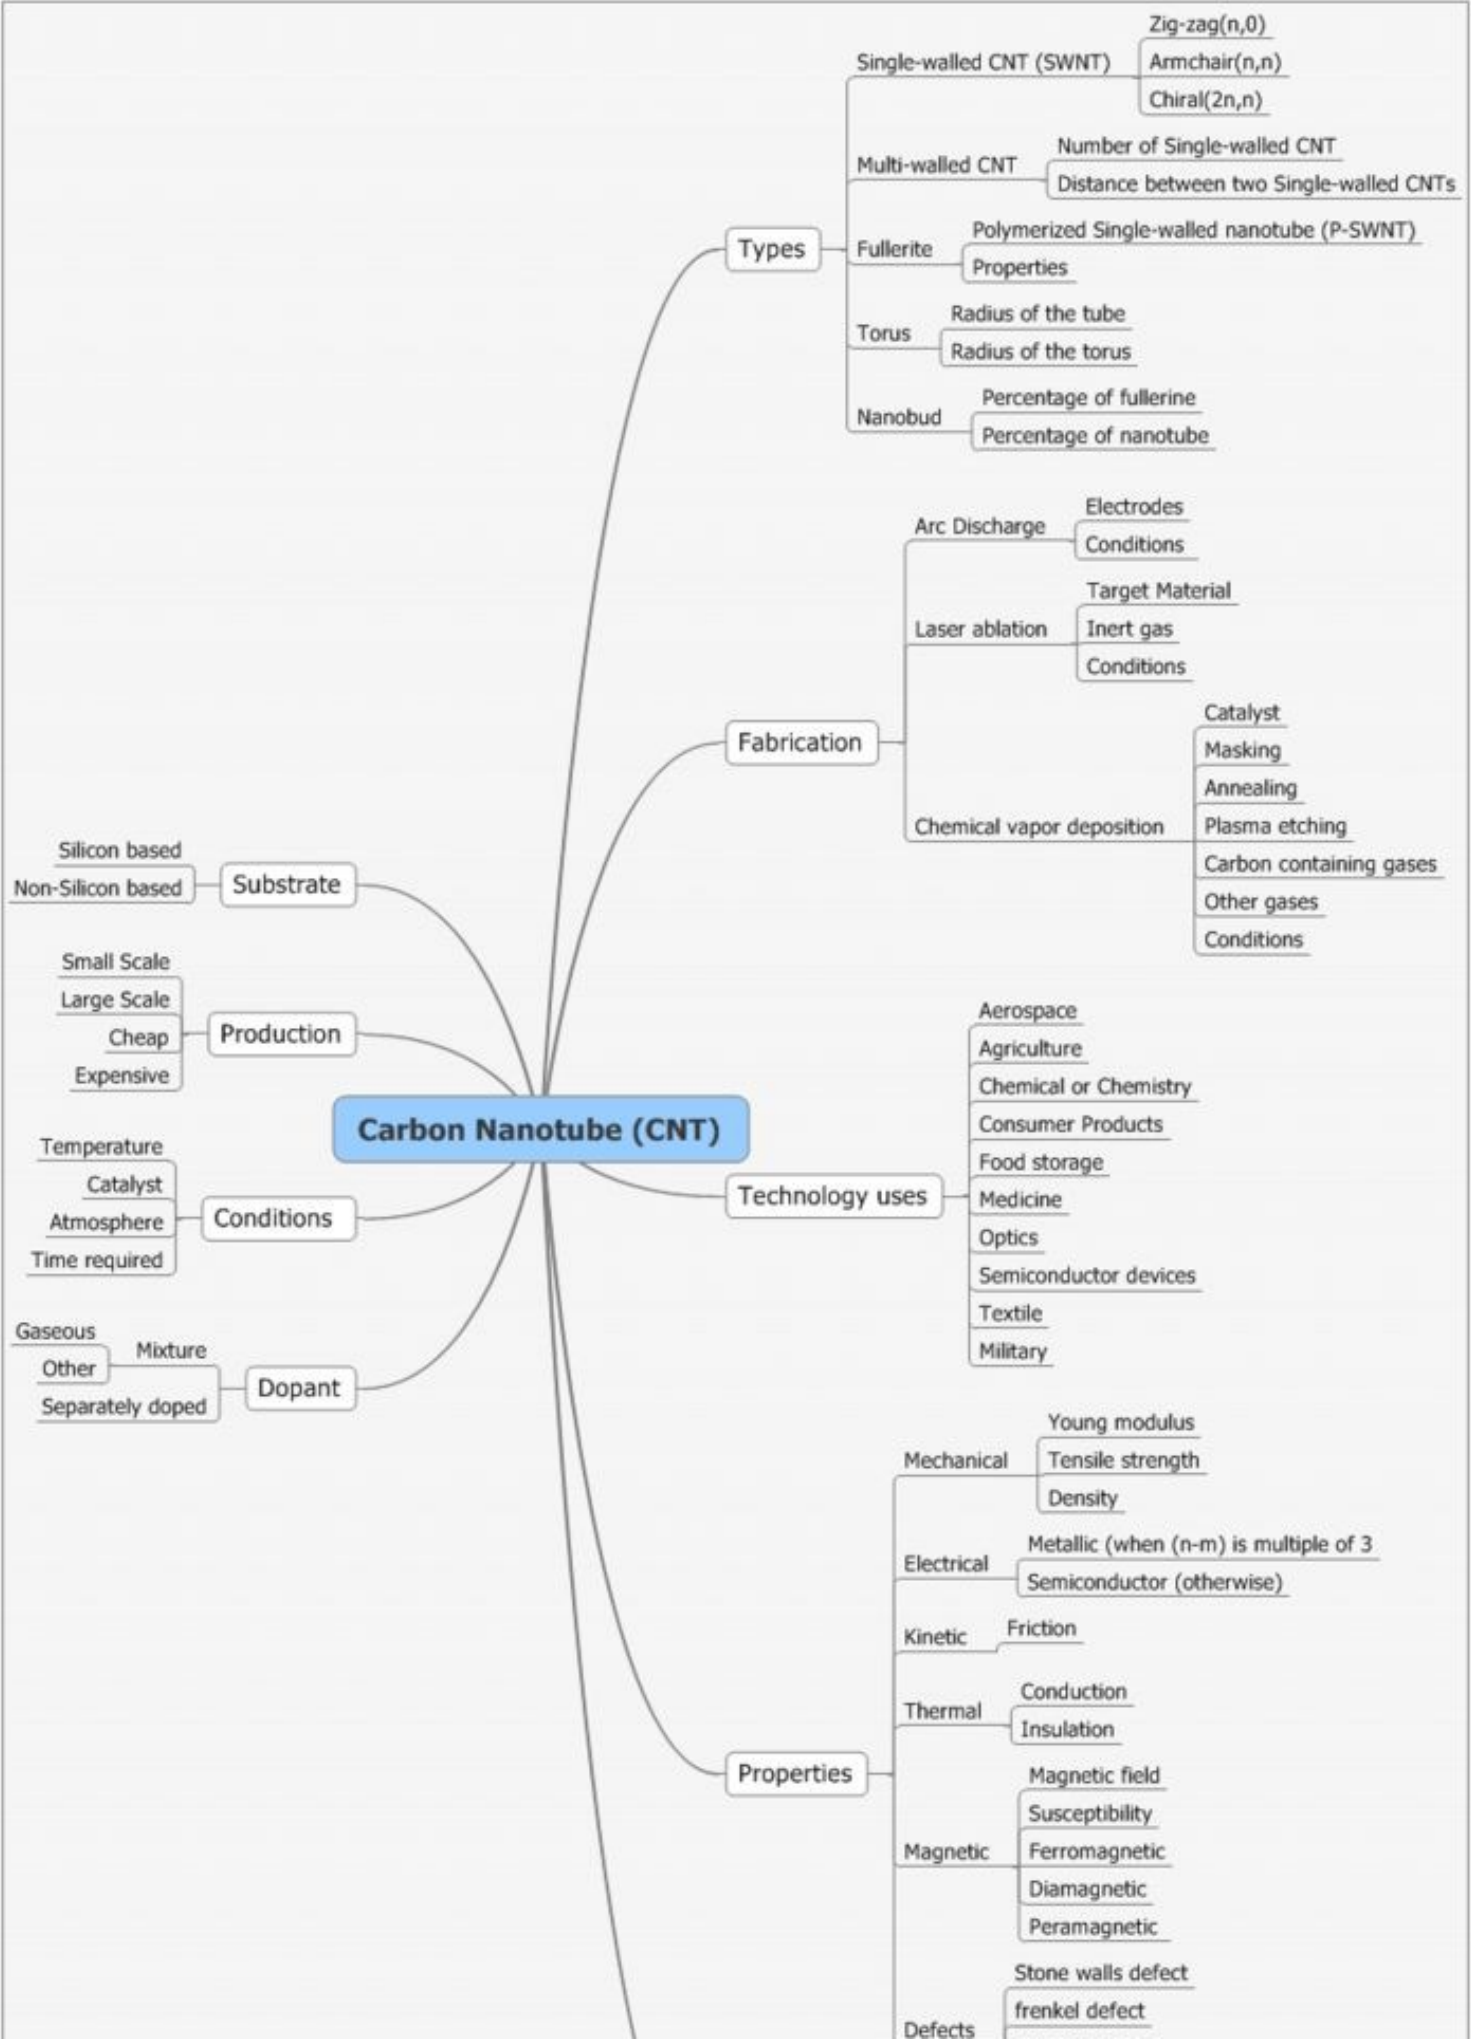 Carbon Nanotube (CNT)
Types
Single-walled CNT (SWNT)
Zig-zag(n,0)
Armchair(n,n)
Chiral(2n,n)
Multi-walled CNT
Number of Single-walled CNT
Distance between two Single-walled CNTs
Fullerite
Polymerized Single-walled nanotube (P-SWNT)
Properties
Torus
Radius of the tube
Radius of the torus
Nanobud
Percentage of fullerine
Percentage of nanotube
Fabrication
Arc Discharge
Electrodes
Conditions
Laser ablation
Target Material
Inert gas
Conditions
Chemical vapor deposition
Catalyst
Masking
Annealing
Plasma etching
Carbon containing gases
Other gases
Conditions
Technology uses
Aerospace
Agriculture
Chemical or Chemistry
Consumer Products
Food storage
Medicine
Optics
Semiconductor devices
Textile
Military
Properties
Mechanical
Young modulus
Tensile strength
Density
Electrical
Metallic (when (n-m) is multiple of 3
Semiconductor (otherwise)
Kinetic
Friction
Thermal
Conduction
Insulation
Magnetic
Magnetic field
Susceptibility
Ferromagnetic
Diamagnetic
Peramagnetic
Defects
Stone walls defect
frenkel defect
Substrate
Silicon based
Non-Silicon based
Production
Small Scale
Large Scale
Cheap
Expensive
Conditions
Temperature
Catalyst
Atmosphere
Time required
Dopant
Mixture
Gaseous
Other
Separately doped